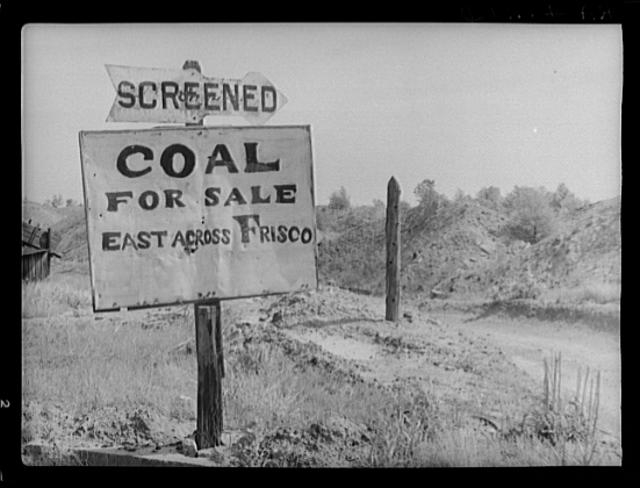 SCREENED
COAL
FOR SALE
EAST ACROSS FRISCO